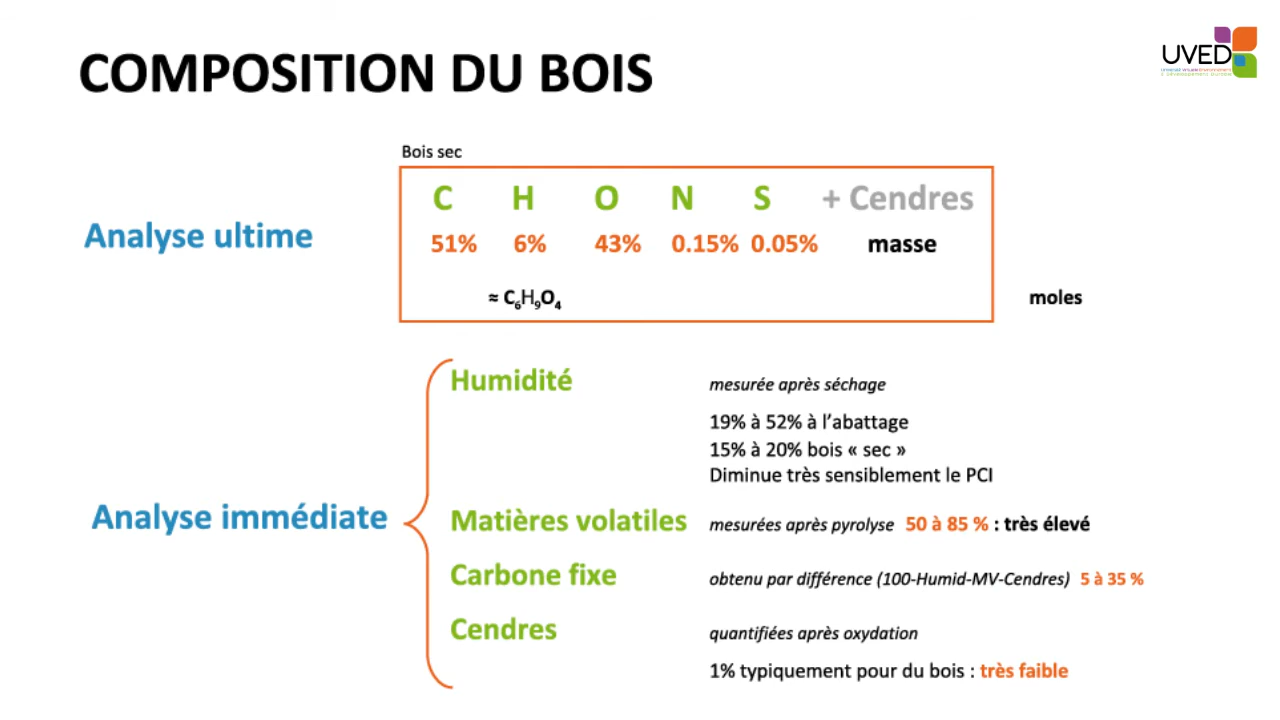 COMPOSITION DU BOIS
UVED
Bois sec
C H O N S + Cendres
Analyse ultime
51% 6% 43% 0.15% 0.05% masse
≈ C₆H₉O₄ moles
Humidité mesurée après séchage
19% à 52% à l’abattage
15% à 20% bois « sec »
Diminue très sensiblement le PCI
Analyse immédiate
Matières volatiles mesurées après pyrolyse 50 à 85 % : très élevé
Carbone fixe obtenu par différence (100-Humid-MV-Cendres) 5 à 35 %
Cendres quantifiées après oxydation
1% typiquement pour du bois : très faible